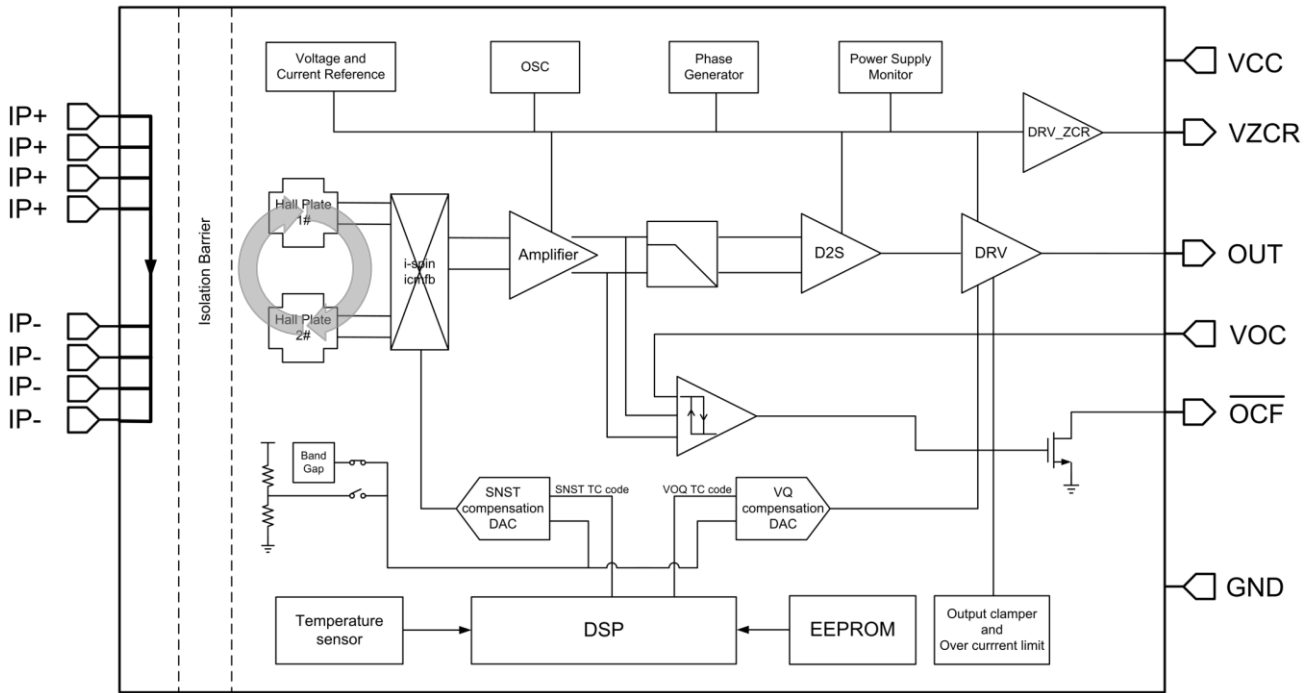 Voltage and
Current Reference
OSC
Phase
Generator
Power Supply
Monitor
VCC
IP+
IP+
IP+
IP+
DRV_ZCR
VZCR
Hall Plate
1#
Isolation Barrier
i-spin
icmfb
Amplifier
D2S
DRV
OUT
Hall Plate
2#
IP-
IP-
IP-
IP-
VOC
OCF
Band
Gap
SNST
compensation
DAC
SNST TC code
VOQ TC code
VQ
compensation
DAC
GND
Temperature
sensor
DSP
EEPROM
Output clamper
and
Over currrent limit